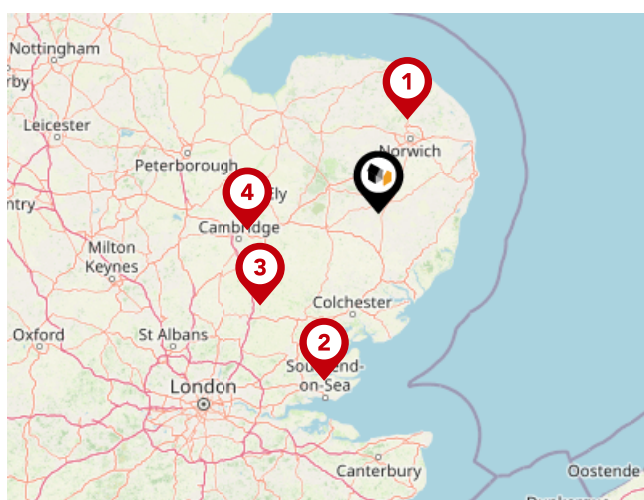 Nottingham
rby
1
Leicester
Norwich
Peterborough
4
Ely
ntry
Cambridge
Milton
Keynes
3
Colchester
Oxford
St Albans
2
Southend-
on-Sea
London
Canterbury
Oostende